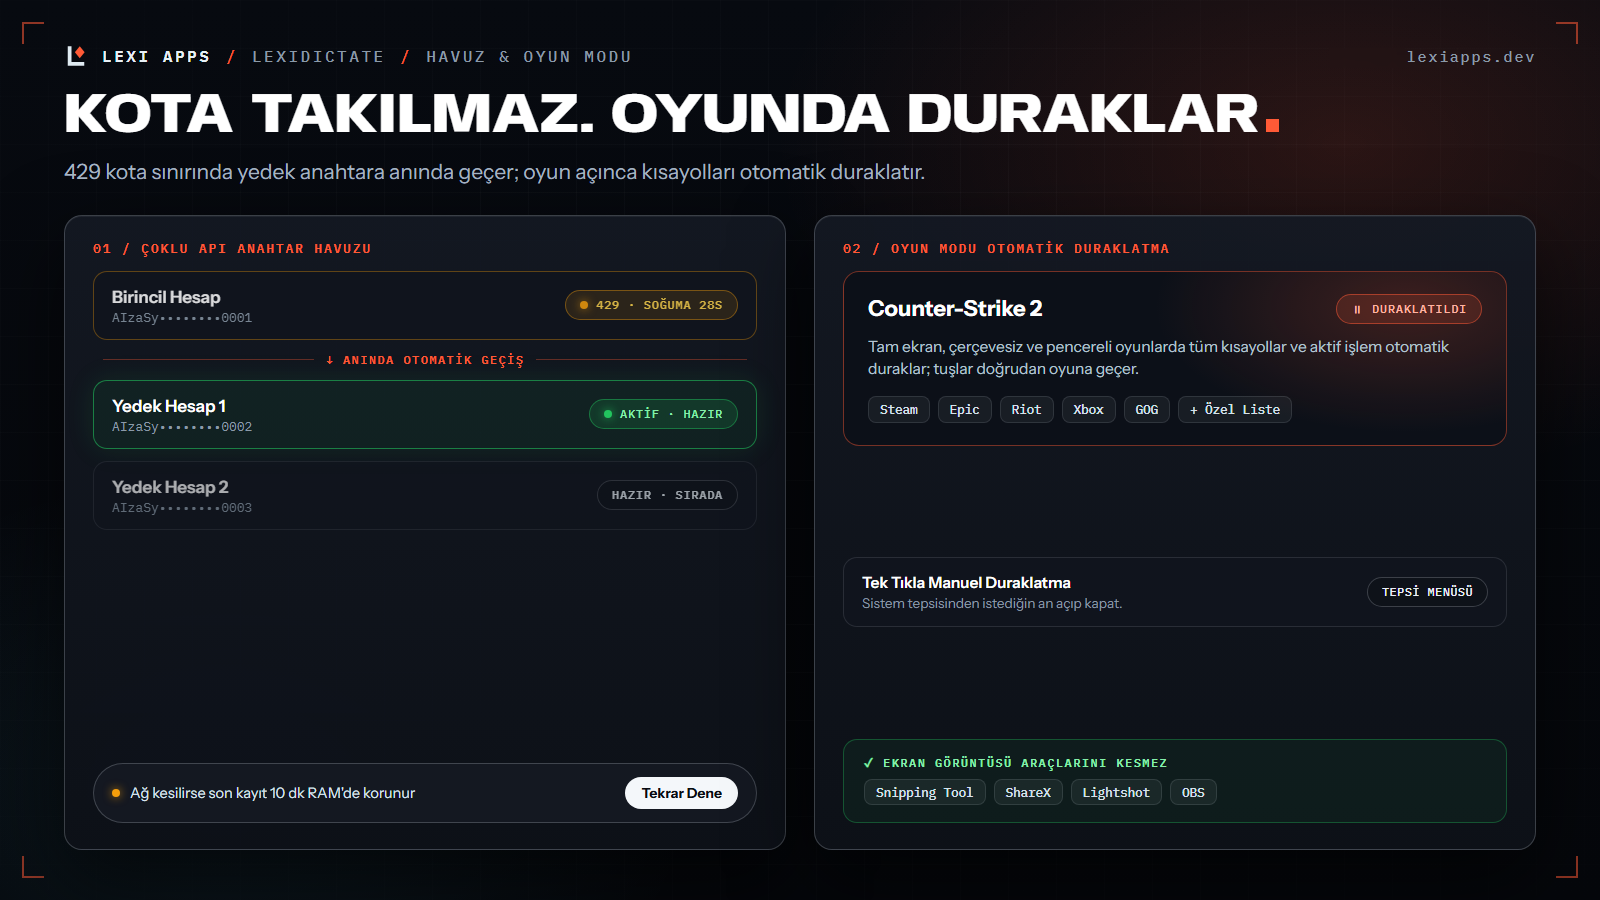 LEXI APPS / LEXIDICTATE / HAVUZ & OYUN MODU
lexiapps.dev
KOTA TAKILMAZ. OYUNDA DURAKLAR.
429 kota sınırında yedek anahtara anında geçer; oyun açınca kısayolları otomatik duraklatır.
01 / ÇOKLU API ANAHTAR HAVUZU
Birincil Hesap
AIzaSy••••••••0001
429 · SOĞUMA 28S
↓ ANINDA OTOMATİK GEÇİŞ
Yedek Hesap 1
AIzaSy••••••••0002
AKTİF · HAZIR
Yedek Hesap 2
AIzaSy••••••••0003
HAZIR · SIRADA
Ağ kesilirse son kayıt 10 dk RAM'de korunur
Tekrar Dene
02 / OYUN MODU OTOMATİK DURAKLATMA
Counter-Strike 2
⏸ DURAKLATILDI
Tam ekran, çerçevesiz ve pencereli oyunlarda tüm kısayollar ve aktif işlem otomatik
duraklar; tuşlar doğrudan oyuna geçer.
Steam
Epic
Riot
Xbox
GOG
+ Özel Liste
Tek Tıkla Manuel Duraklatma
Sistem tepsisinden istediğin an açıp kapat.
TEPSİ MENÜSÜ
✓ EKRAN GÖRÜNTÜSÜ ARAÇLARINI KESMEZ
Snipping Tool
ShareX
Lightshot
OBS